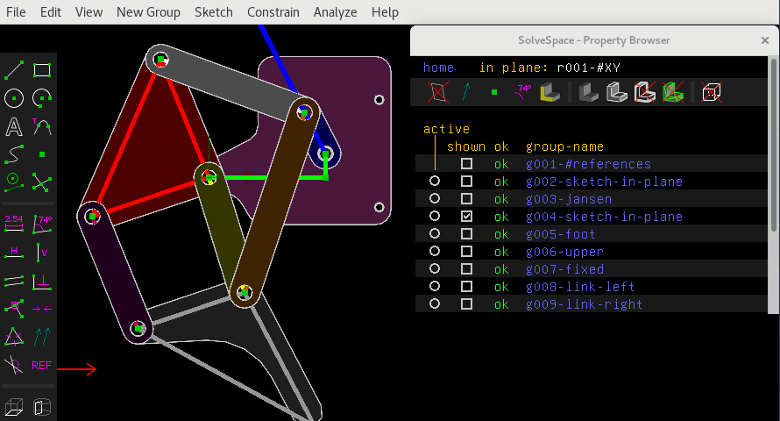 File Edit View New Group Sketch Constrain Analyze Help
SolveSpace - Property Browser ×
home in plane: r001-#XY
74°
active
shown ok group-name
ok g001-#references
ok g002-sketch-in-plane
ok g003-jansen
ok g004-sketch-in-plane
ok g005-foot
ok g006-upper
ok g007-fixed
ok g008-link-left
ok g009-link-right
A T
2.54 74°
H V
REF